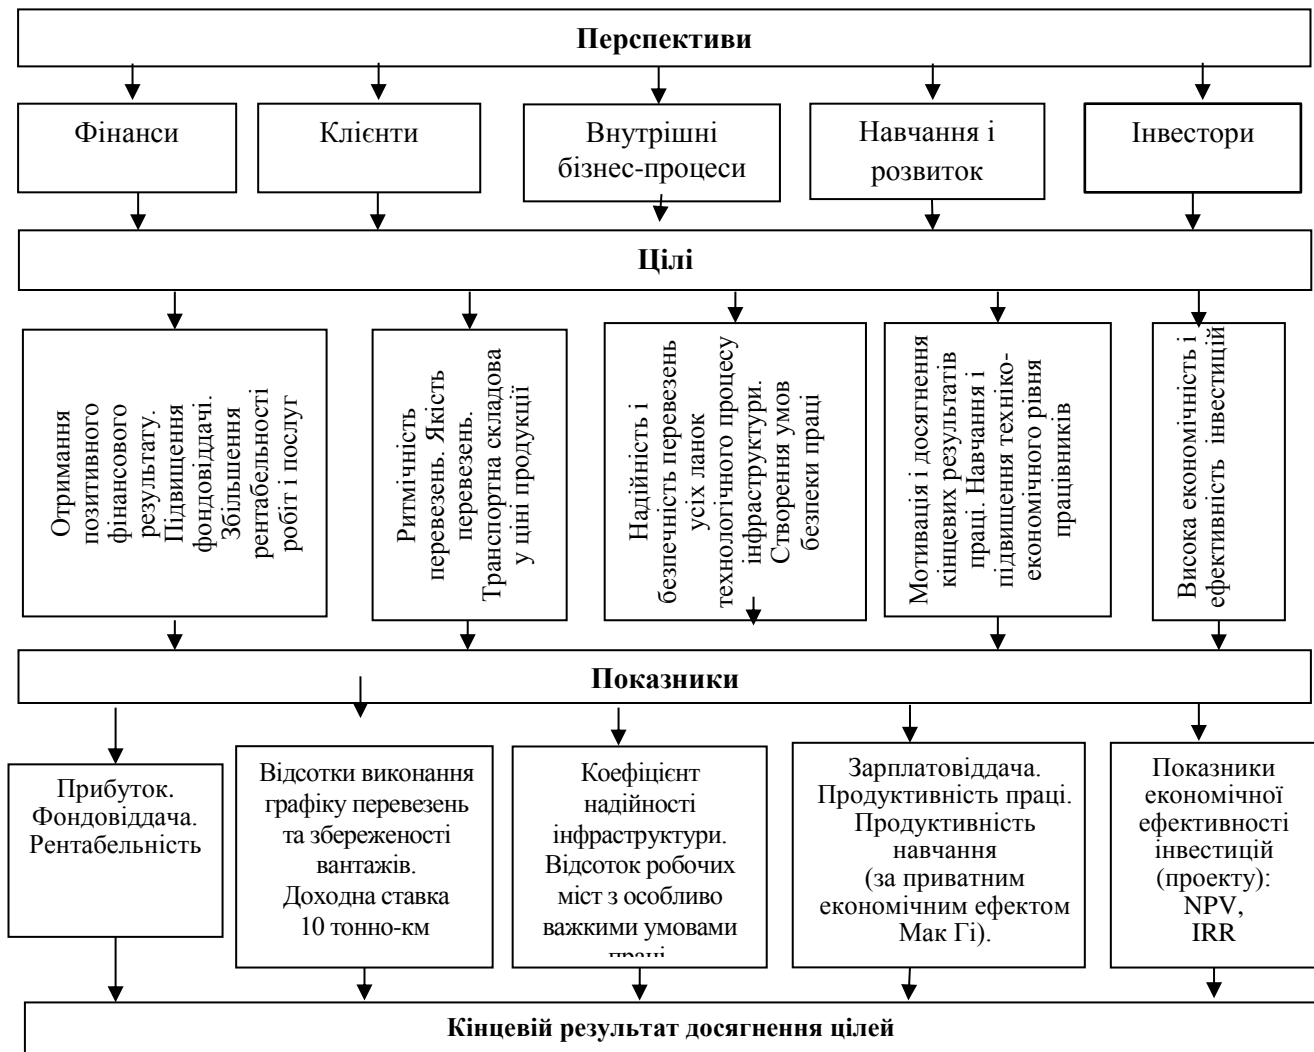 Перспективи
Фінанси
Клієнти
Внутрішні
бізнес-процеси
Навчання і
розвиток
Інвестори
Цілі
Отримання
позитивного
фінансового
результату.
Підвищення
фондовіддачі.
Збільшення
рентабельності
робіт і послуг
Ритмічність
перевезень. Якість
перевезень.
Транспортна складова
у ціні продукції
Надійність і
безпечність перевезень
усіх ланок
технологічного процесу
інфраструктури.
Створення умов
безпеки праці
Мотивація і досягнення
кінцевих результатів
праці. Навчання і
підвищення техніко-
економічного рівня
працівників
Висока економічність і
ефективність інвестицій
Показники
Прибуток.
Фондовіддача.
Рентабельність
Відсотки виконання
графіку перевезень
та збереженості
вантажів.
Доходна ставка
10 тонно-км
Коефіцієнт
надійності
інфраструктури.
Відсоток робочих
міст з особливо
важкими умовами
праці
Зарплатовіддача.
Продуктивність праці.
Продуктивність
навчання
(за приватним
економічним ефектом
Мак Гі).
Показники
економічної
ефективності
інвестицій
(проекту):
NPV,
IRR
Кінцевій результат досягнення цілей